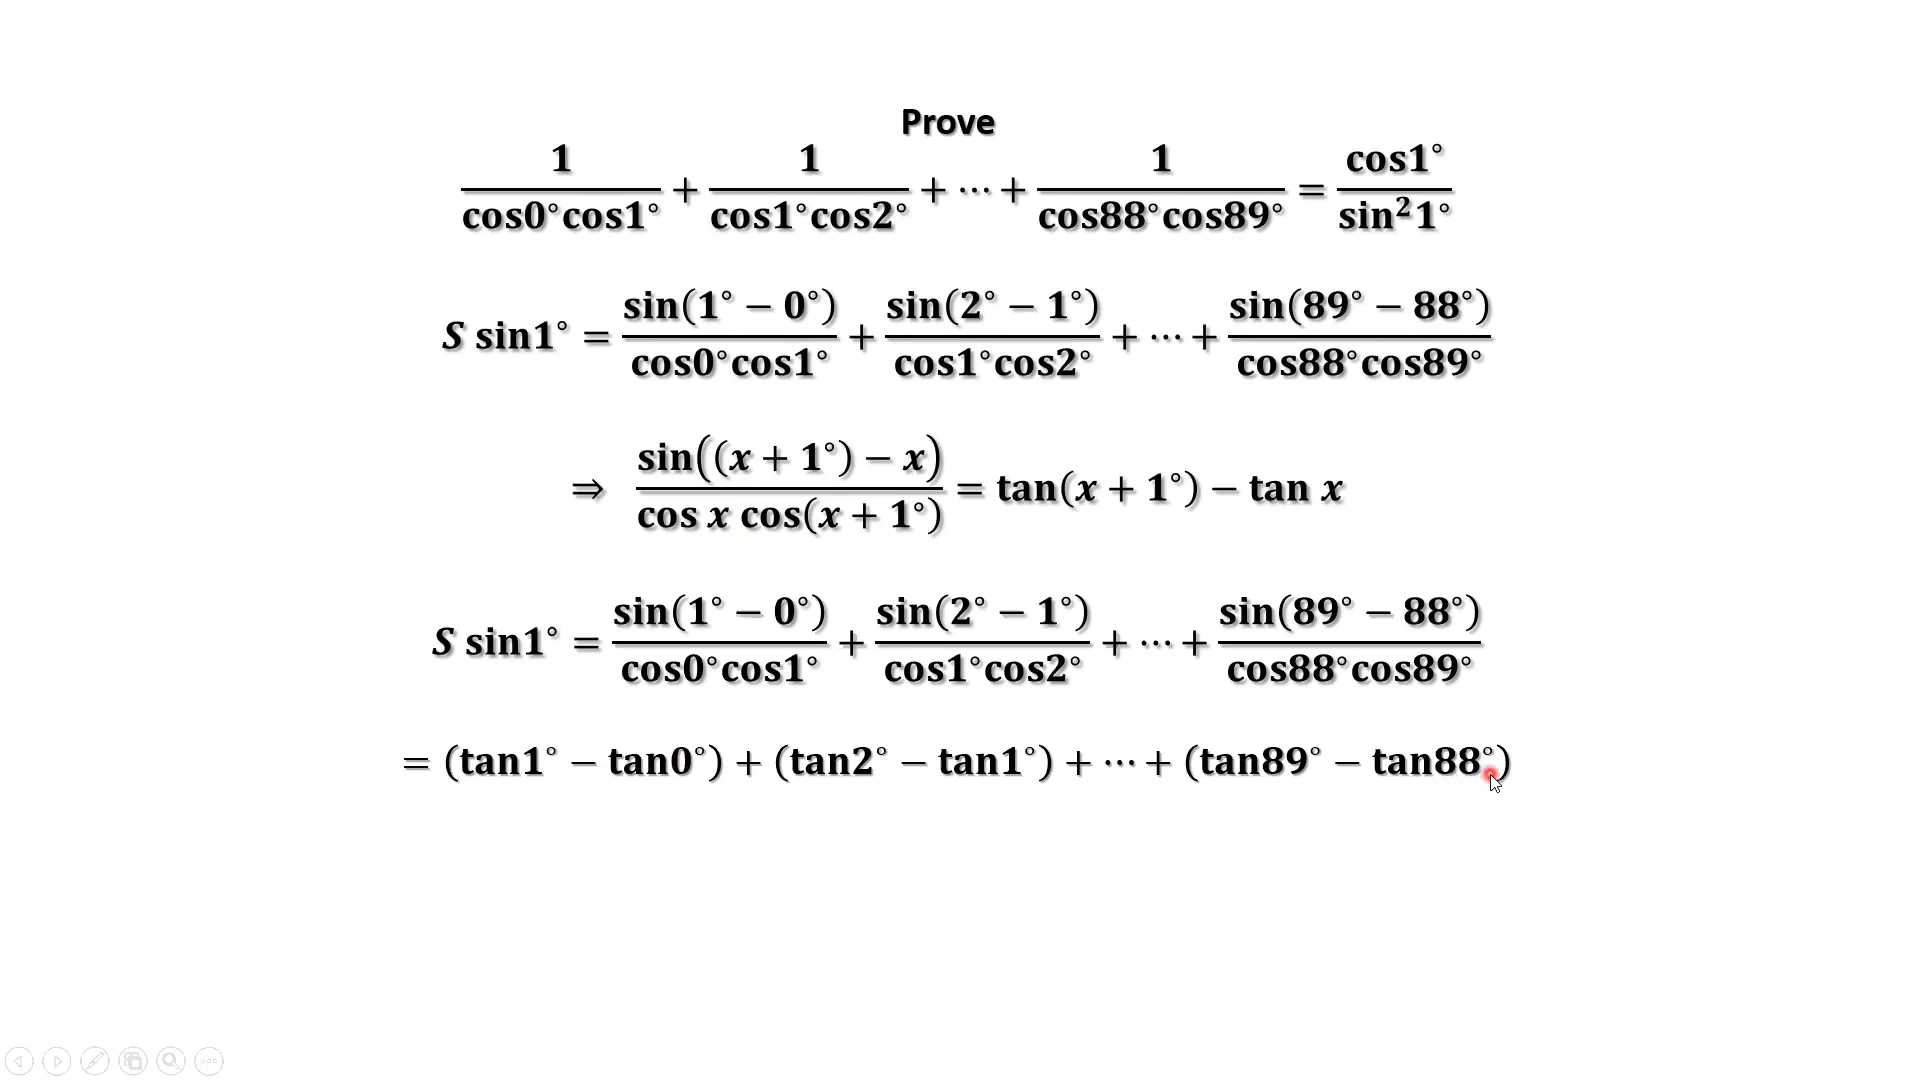 Prove
1/(cos0°cos1°) + 1/(cos1°cos2°) + ⋯ + 1/(cos88°cos89°) = cos1°/sin²1°
S sin1° = sin(1° − 0°)/(cos0°cos1°) + sin(2° − 1°)/(cos1°cos2°) + ⋯ + sin(89° − 88°)/(cos88°cos89°)
⇒ sin((x + 1°) − x)/(cos x cos(x + 1°)) = tan(x + 1°) − tan x
S sin1° = sin(1° − 0°)/(cos0°cos1°) + sin(2° − 1°)/(cos1°cos2°) + ⋯ + sin(89° − 88°)/(cos88°cos89°)
= (tan1° − tan0°) + (tan2° − tan1°) + ⋯ + (tan89° − tan88°)